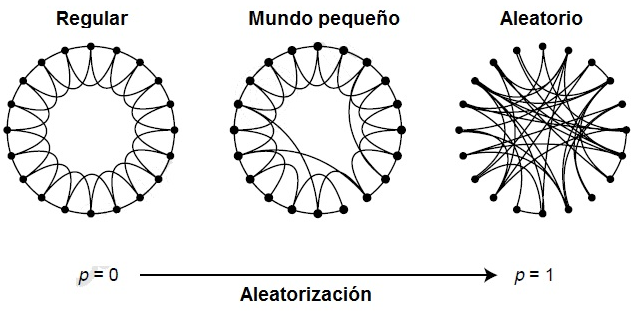 Regular
Mundo pequeño
Aleatorio
p = 0
p = 1
Aleatorización